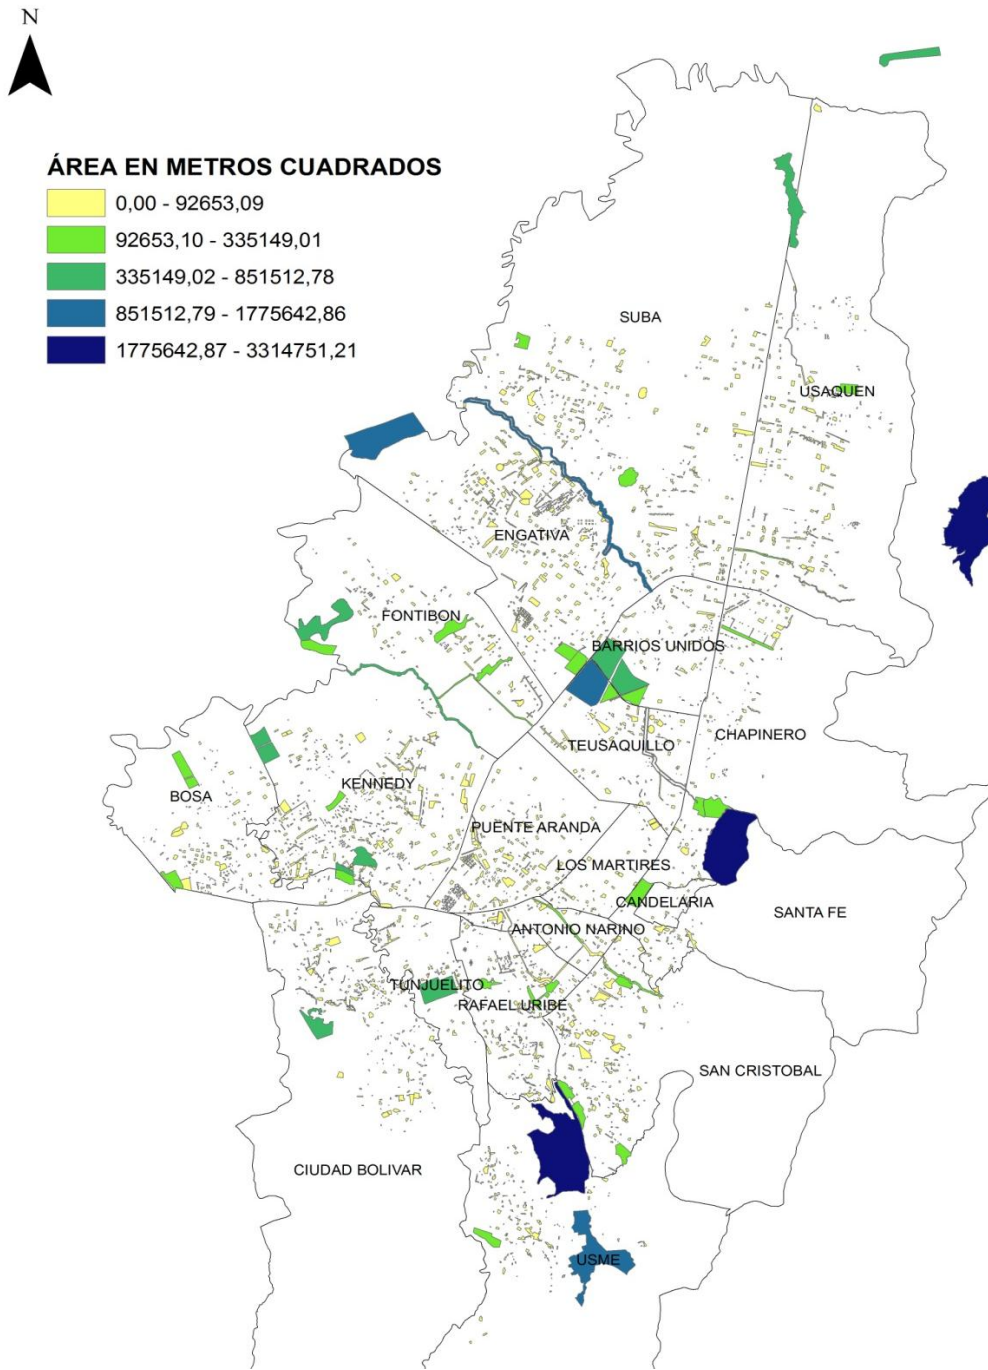 N
ÁREA EN METROS CUADRADOS
0,00 - 92653,09
92653,10 - 335149,01
335149,02 - 851512,78
851512,79 - 1775642,86
1775642,87 - 3314751,21
SUBA
USAQUEN
ENGATIVA
FONTIBON
BARRIOS UNIDOS
TEUSAQUILLO
CHAPINERO
KENNEDY
BOSA
PUENTE ARANDA
LOS MARTIRES
CANDELARIA
SANTA FE
ANTONIO NARINO
TUNJUELITO
RAFAEL URIBE
SAN CRISTOBAL
CIUDAD BOLIVAR
USME